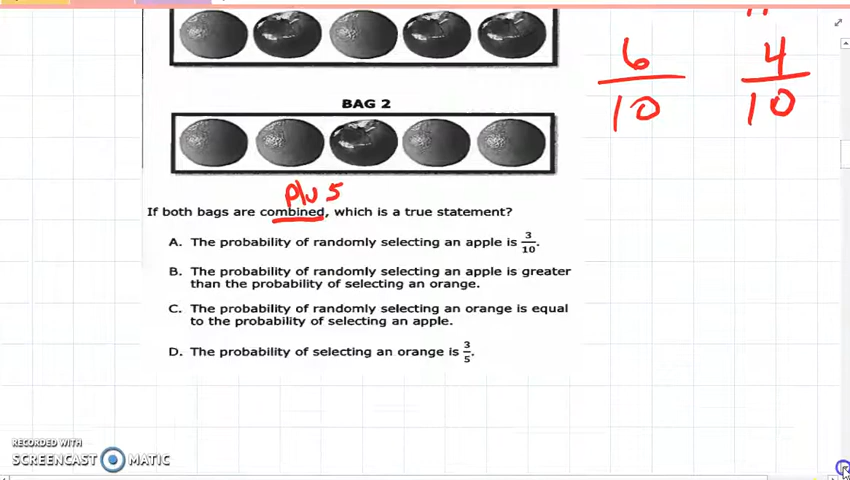 6/10
4/10
BAG 2
plus
If both bags are combined, which is a true statement?
A. The probability of randomly selecting an apple is 3/10.
B. The probability of randomly selecting an apple is greater
than the probability of selecting an orange.
C. The probability of randomly selecting an orange is equal
to the probability of selecting an apple.
D. The probability of selecting an orange is 3/5.
RECORDED WITH
SCREENCAST MATIC